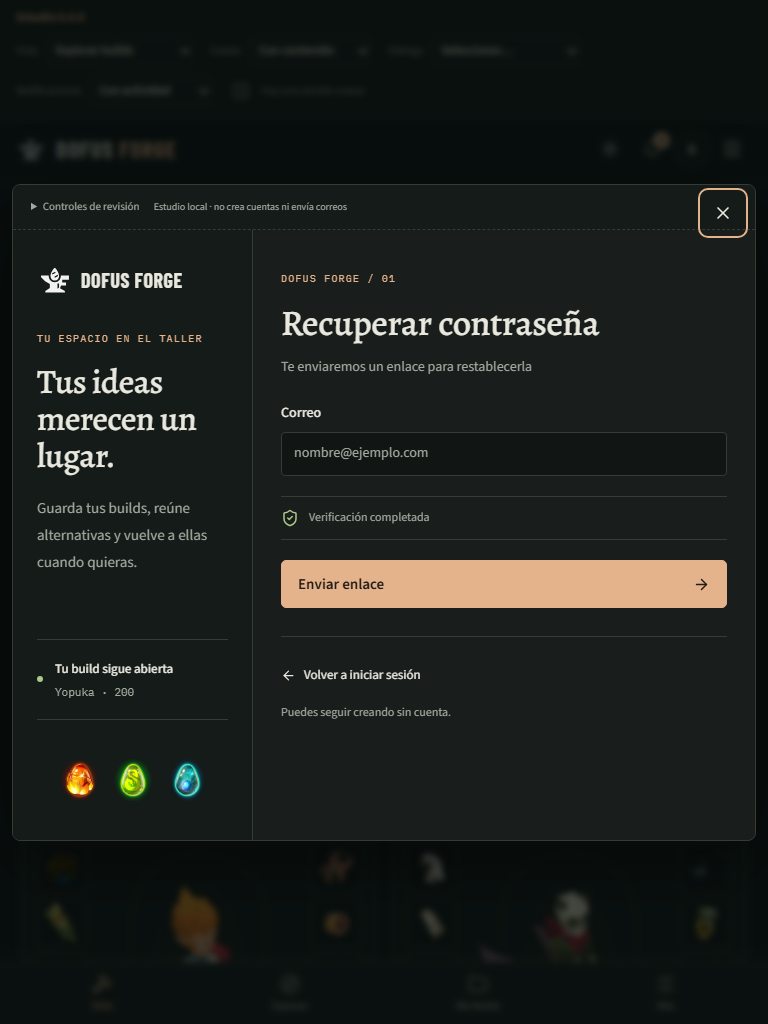 DOFUS FORGE
Controles de revisión
Estudio local · no crea cuentas ni envía correos
DOFUS FORGE
TU ESPACIO EN EL TALLER
Tus ideas
merecen un
lugar.
Guarda tus builds, reúne
alternativas y vuelve a ellas
cuando quieras.
Tu build sigue abierta
Yopuka · 200
DOFUS FORGE / 01
Recuperar contraseña
Te enviaremos un enlace para restablecerla
Correo
nombre@ejemplo.com
Verificación completada
Enviar enlace
Volver a iniciar sesión
Puedes seguir creando sin cuenta.